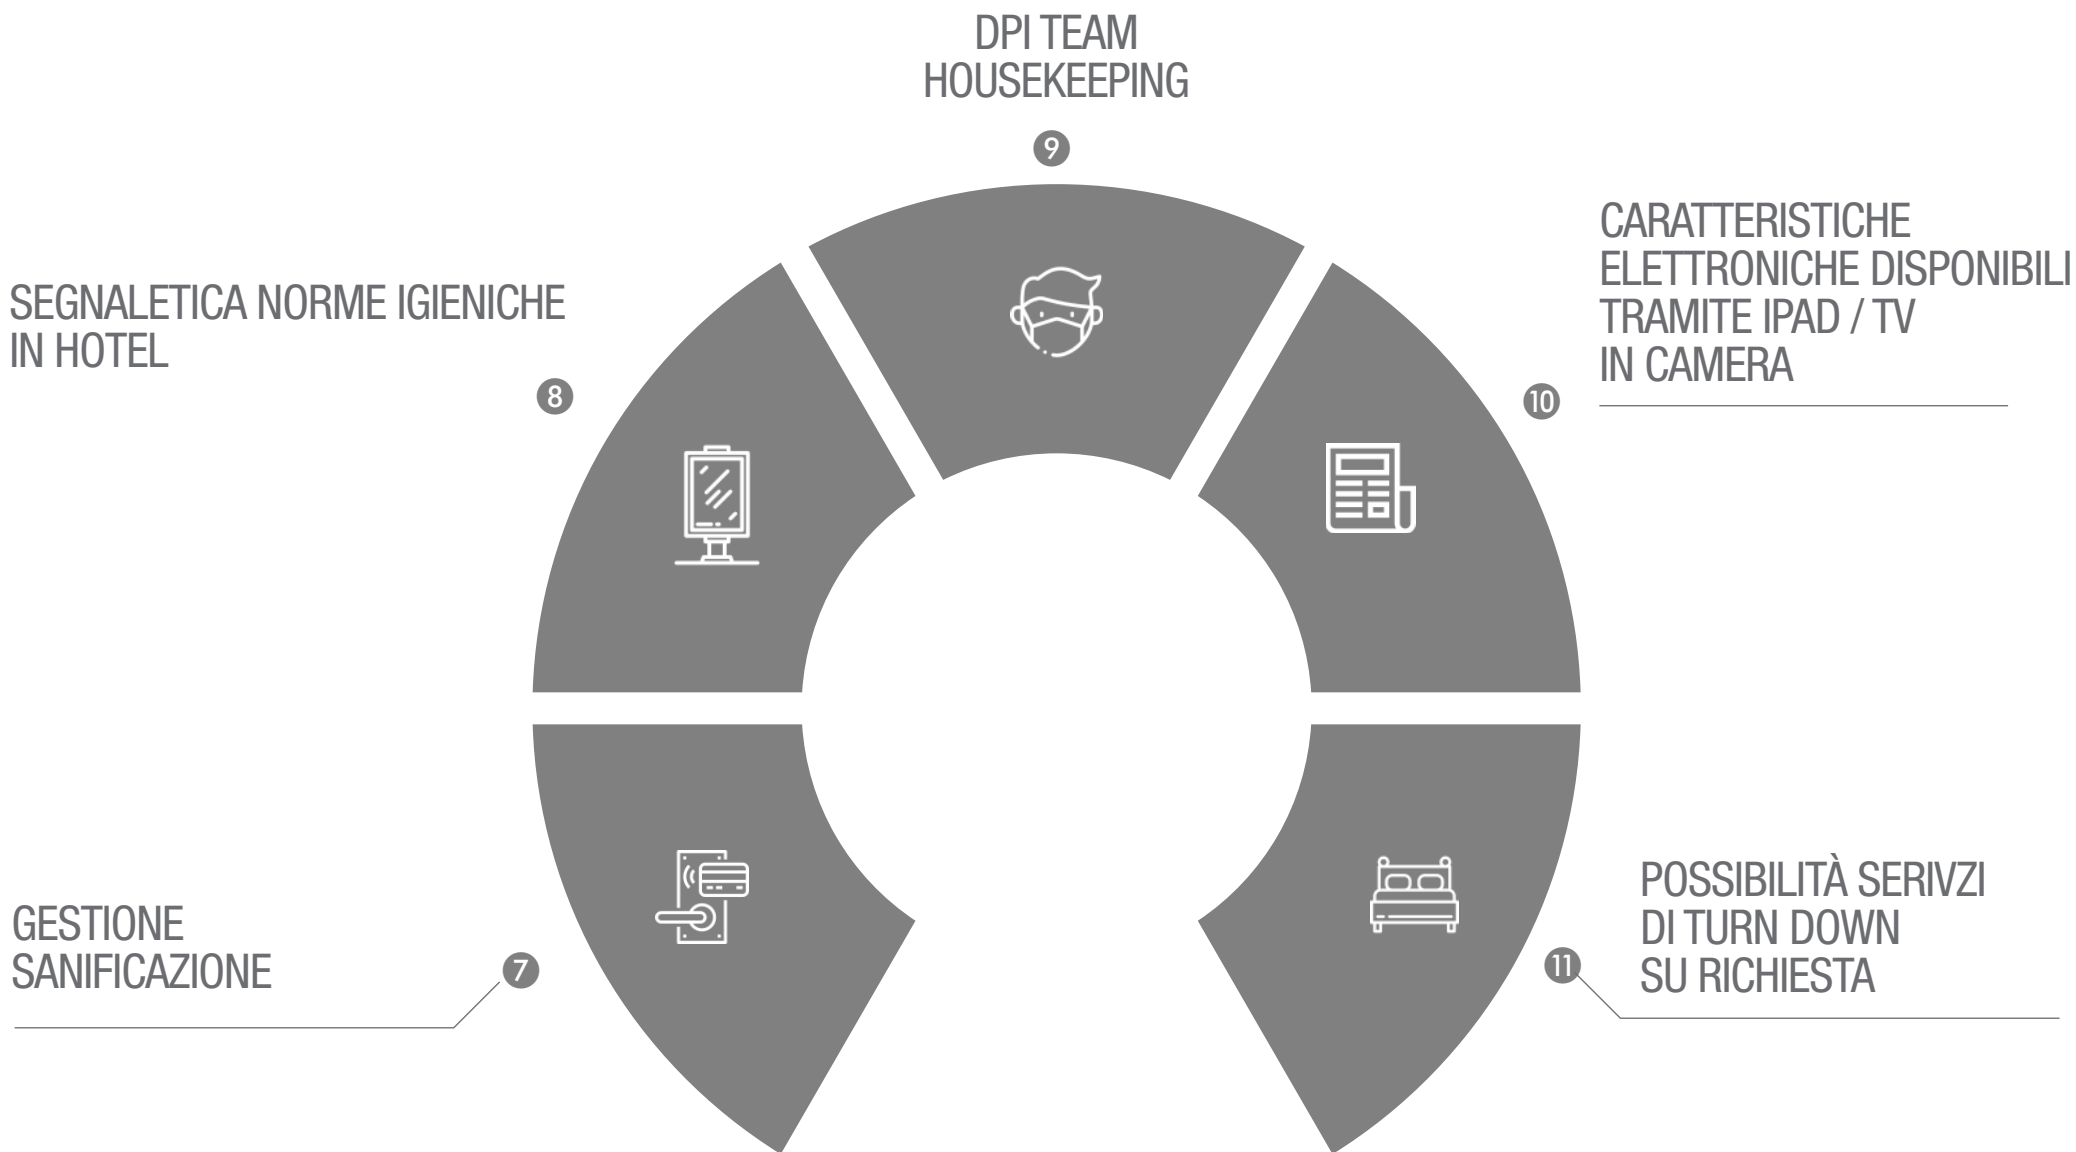 DPI TEAM
HOUSEKEEPING
9
SEGNALETICA NORME IGIENICHE
IN HOTEL
8
CARATTERISTICHE
ELETTRONICHE DISPONIBILI
TRAMITE IPAD / TV
IN CAMERA
10
GESTIONE
SANIFICAZIONE
7
POSSIBILITÀ SERIVZI
DI TURN DOWN
SU RICHIESTA
11